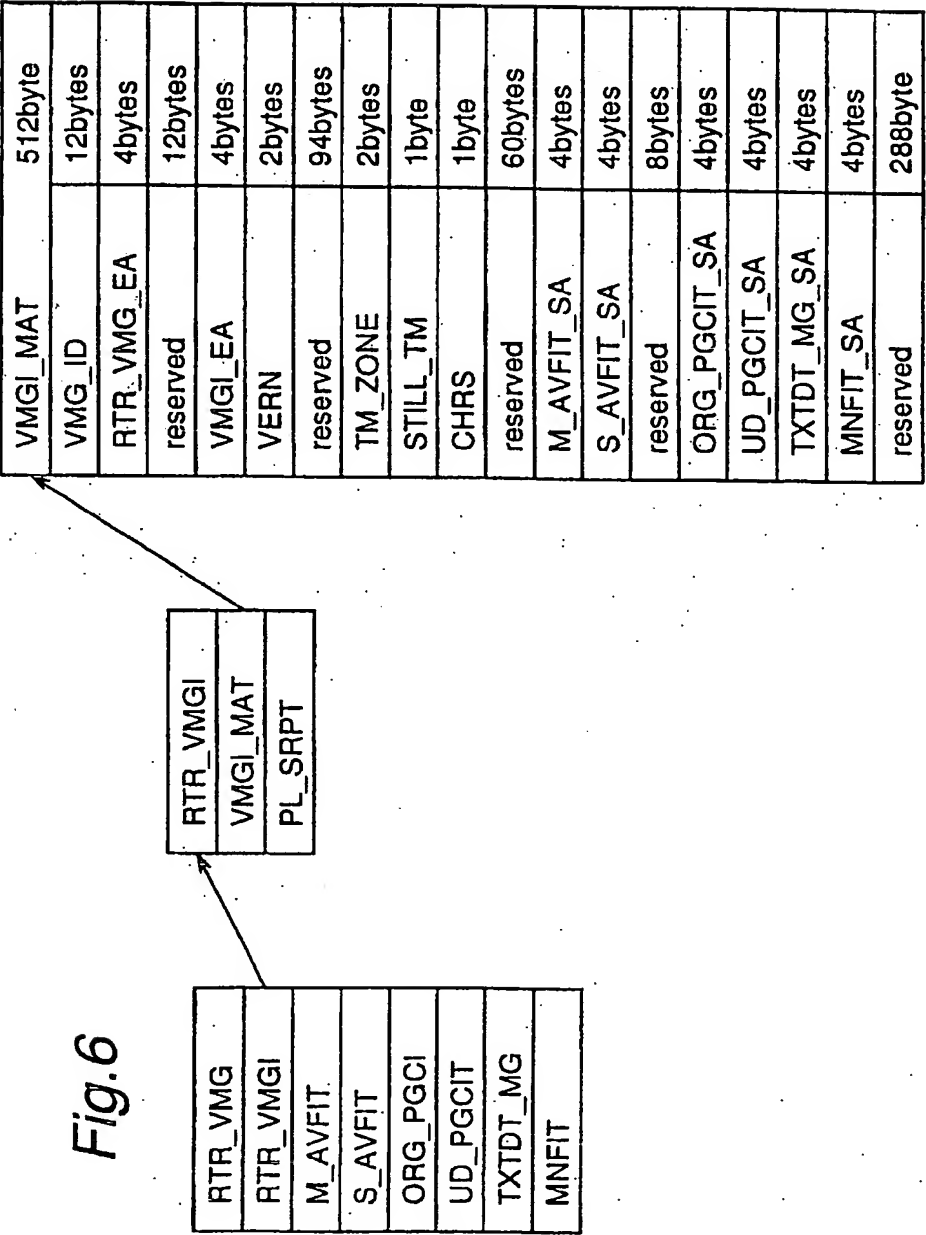 Fig.6
RTR_VMG
RTR_VMGI
M_AVFIT
S_AVFIT
ORG_PGCI
UD_PGCIT
TXTDT_MG
MNFIT
RTR_VMGI
VMGI_MAT
PL_SRPT
VMGI_MAT 512byte
VMG_ID 12bytes
RTR_VMG_EA 4bytes
reserved 12bytes
VMGI_EA 4bytes
VERN 2bytes
reserved 94bytes
TM_ZONE 2bytes
STILL_TM 1byte
CHRS 1byte
reserved 60bytes
M_AVFIT_SA 4bytes
S_AVFIT_SA 4bytes
reserved 8bytes
ORG_PGCIT_SA 4bytes
UD_PGCIT_SA 4bytes
TXTDT_MG_SA 4bytes
MNFIT_SA 4bytes
reserved 288byte